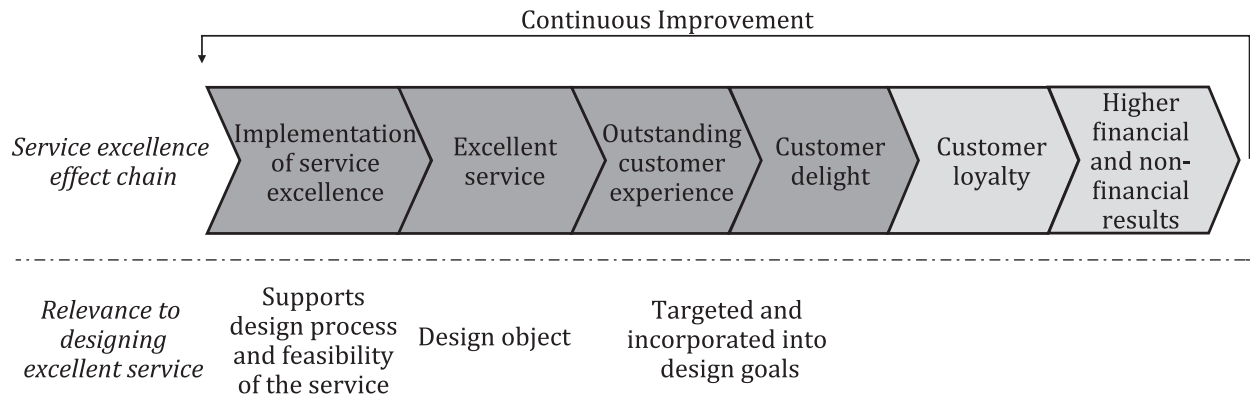 Continuous Improvement
Service excellence
effect chain
Implementation
of service
excellence
Excellent
service
Outstanding
customer
experience
Customer
delight
Customer
loyalty
Higher
financial
and non-
financial
results
Relevance to
designing
excellent service
Supports
design process
and feasibility
of the service
Design object
Targeted and
incorporated into
design goals